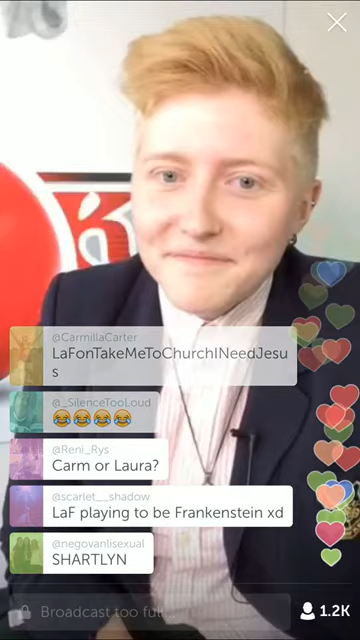 @CarmillaCarter
LaFonTakeMeToChurchINeedJesu
s
@_SilenceTooLoud
😂😂😂😂
@Reni_Rys
Carm or Laura?
@scarlet__shadow
LaF playing to be Frankenstein xd
@negovanlisexual
SHARTLYN
Broadcast too full...
1.2K